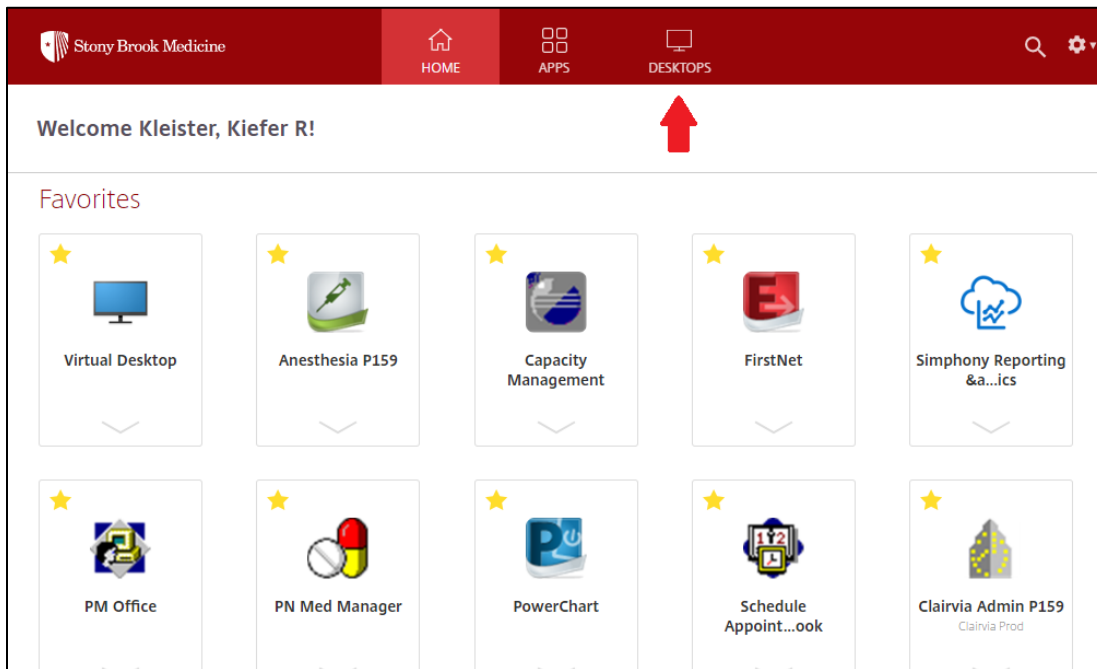 Stony Brook Medicine
HOME
APPS
DESKTOPS
Welcome Kleister, Kiefer R!
Favorites
Virtual Desktop
Anesthesia P159
Capacity
Management
FirstNet
Simphony Reporting
&a...ics
PM Office
PN Med Manager
PowerChart
Schedule
Appoint...ook
Clairvia Admin P159
Clairvia Prod